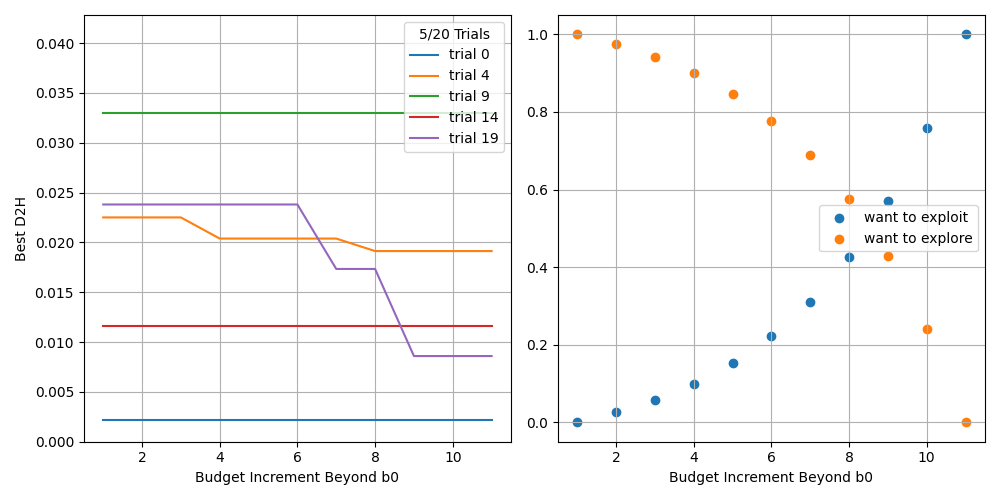 0.040
0.035
0.030
0.025
0.020
0.015
0.010
0.005
0.000
Best D2H
2 4 6 8 10
Budget Increment Beyond b0
5/20 Trials
trial 0
trial 4
trial 9
trial 14
trial 19
1.0
0.8
0.6
0.4
0.2
0.0
2 4 6 8 10
Budget Increment Beyond b0
want to exploit
want to explore